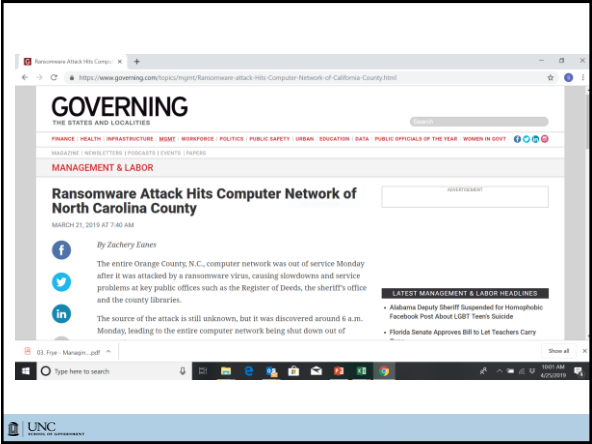 Ransomware Attack Hits Compu
https://www.governing.com/topics/mgmt/Ransomware-attack-Hits-Computer-Network-of-California-County.html
GOVERNING
THE STATES AND LOCALITIES
Search
FINANCE HEALTH INFRASTRUCTURE MGMT WORKFORCE POLITICS PUBLIC SAFETY URBAN EDUCATION DATA PUBLIC OFFICIALS OF THE YEAR WOMEN IN GOVT
MAGAZINE | NEWSLETTERS | PODCASTS | EVENTS | PAPERS
MANAGEMENT & LABOR
Ransomware Attack Hits Computer Network of
North Carolina County
MARCH 21, 2019 AT 7:40 AM
ADVERTISEMENT
By Zachery Eanes
The entire Orange County, N.C., computer network was out of service Monday
after it was attacked by a ransomware virus, causing slowdowns and service
problems at key public offices such as the Register of Deeds, the sheriff's office
and the county libraries.
The source of the attack is still unknown, but it was discovered around 6 a.m.
Monday, leading to the entire computer network being shut down out of
LATEST MANAGEMENT & LABOR HEADLINES
Alabama Deputy Sheriff Suspended for Homophobic
Facebook Post About LGBT Teen's Suicide
Florida Senate Approves Bill to Let Teachers Carry
03. Frye - Managin....pdf
Show all
Type here to search
10:01 AM
4/25/2019
UNC
SCHOOL OF GOVERNMENT